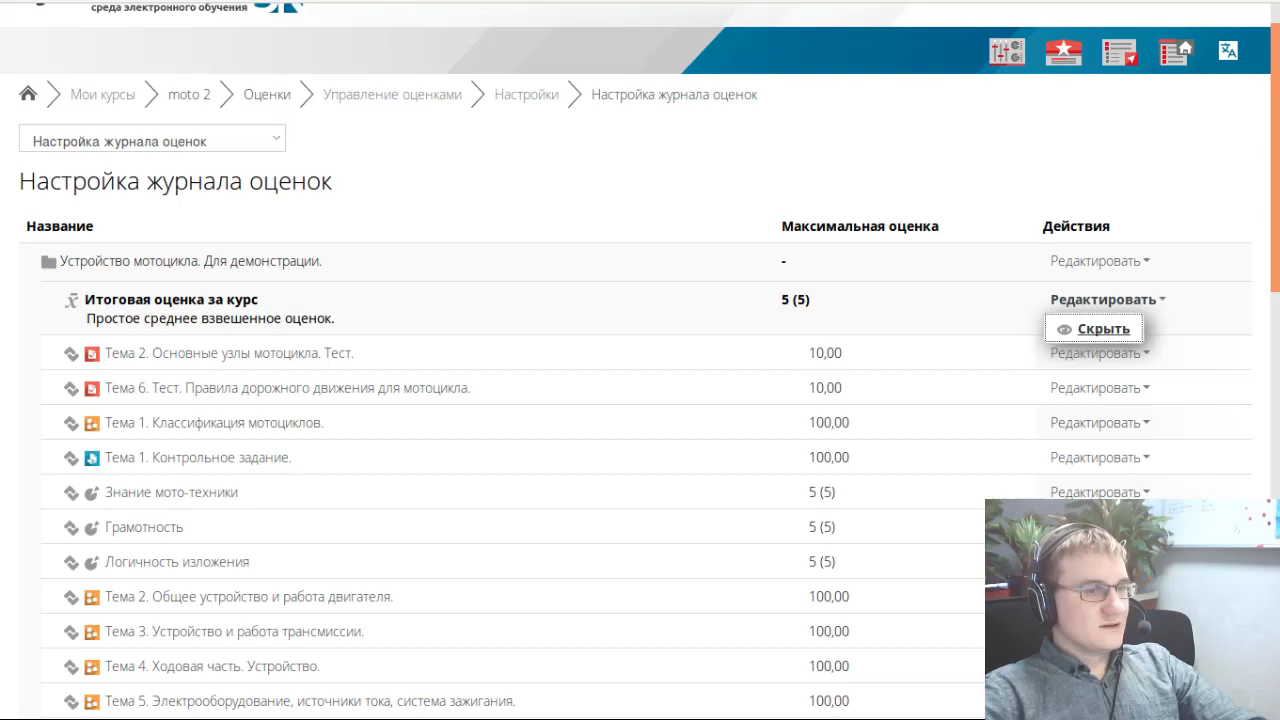 среда электронного обучения
Мои курсы
moto 2
Оценки
Управление оценками
Настройки
Настройка журнала оценок
Настройка журнала оценок
Настройка журнала оценок
Название Максимальная оценка Действия
Устройство мотоцикла. Для демонстрации. - Редактировать
Итоговая оценка за курс 5 (5) Редактировать
Простое среднее взвешенное оценок.
Скрыть
Тема 2. Основные узлы мотоцикла. Тест. 10,00 Редактировать
Тема 6. Тест. Правила дорожного движения для мотоцикла. 10,00 Редактировать
Тема 1. Классификация мотоциклов. 100,00 Редактировать
Тема 1. Контрольное задание. 100,00 Редактировать
Знание мото-техники 5 (5) Редактировать
Грамотность 5 (5)
Логичность изложения 5 (5)
Тема 2. Общее устройство и работа двигателя. 100,00
Тема 3. Устройство и работа трансмиссии. 100,00
Тема 4. Ходовая часть. Устройство. 100,00
Тема 5. Электрооборудование, источники тока, система зажигания. 100,00